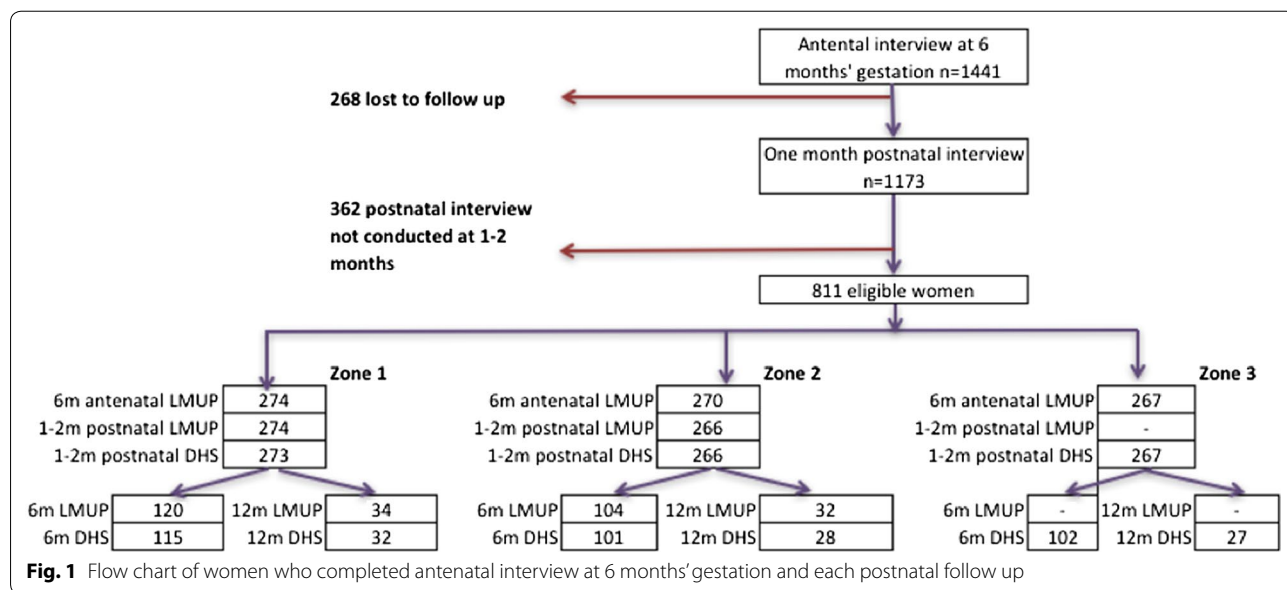 Antental interview at 6
months' gestation n=1441
268 lost to follow up
One month postnatal interview
n=1173
362 postnatal interview
not conducted at 1-2
months
811 eligible women
Zone 1
6m antenatal LMUP 274
1-2m postnatal LMUP 274
1-2m postnatal DHS 273
6m LMUP 120 12m LMUP 34
6m DHS 115 12m DHS 32
Zone 2
6m antenatal LMUP 270
1-2m postnatal LMUP 266
1-2m postnatal DHS 266
6m LMUP 104 12m LMUP 32
6m DHS 101 12m DHS 28
Zone 3
6m antenatal LMUP 267
1-2m postnatal LMUP -
1-2m postnatal DHS 267
6m LMUP - 12m LMUP -
6m DHS 102 12m DHS 27
Fig. 1 Flow chart of women who completed antenatal interview at 6 months' gestation and each postnatal follow up